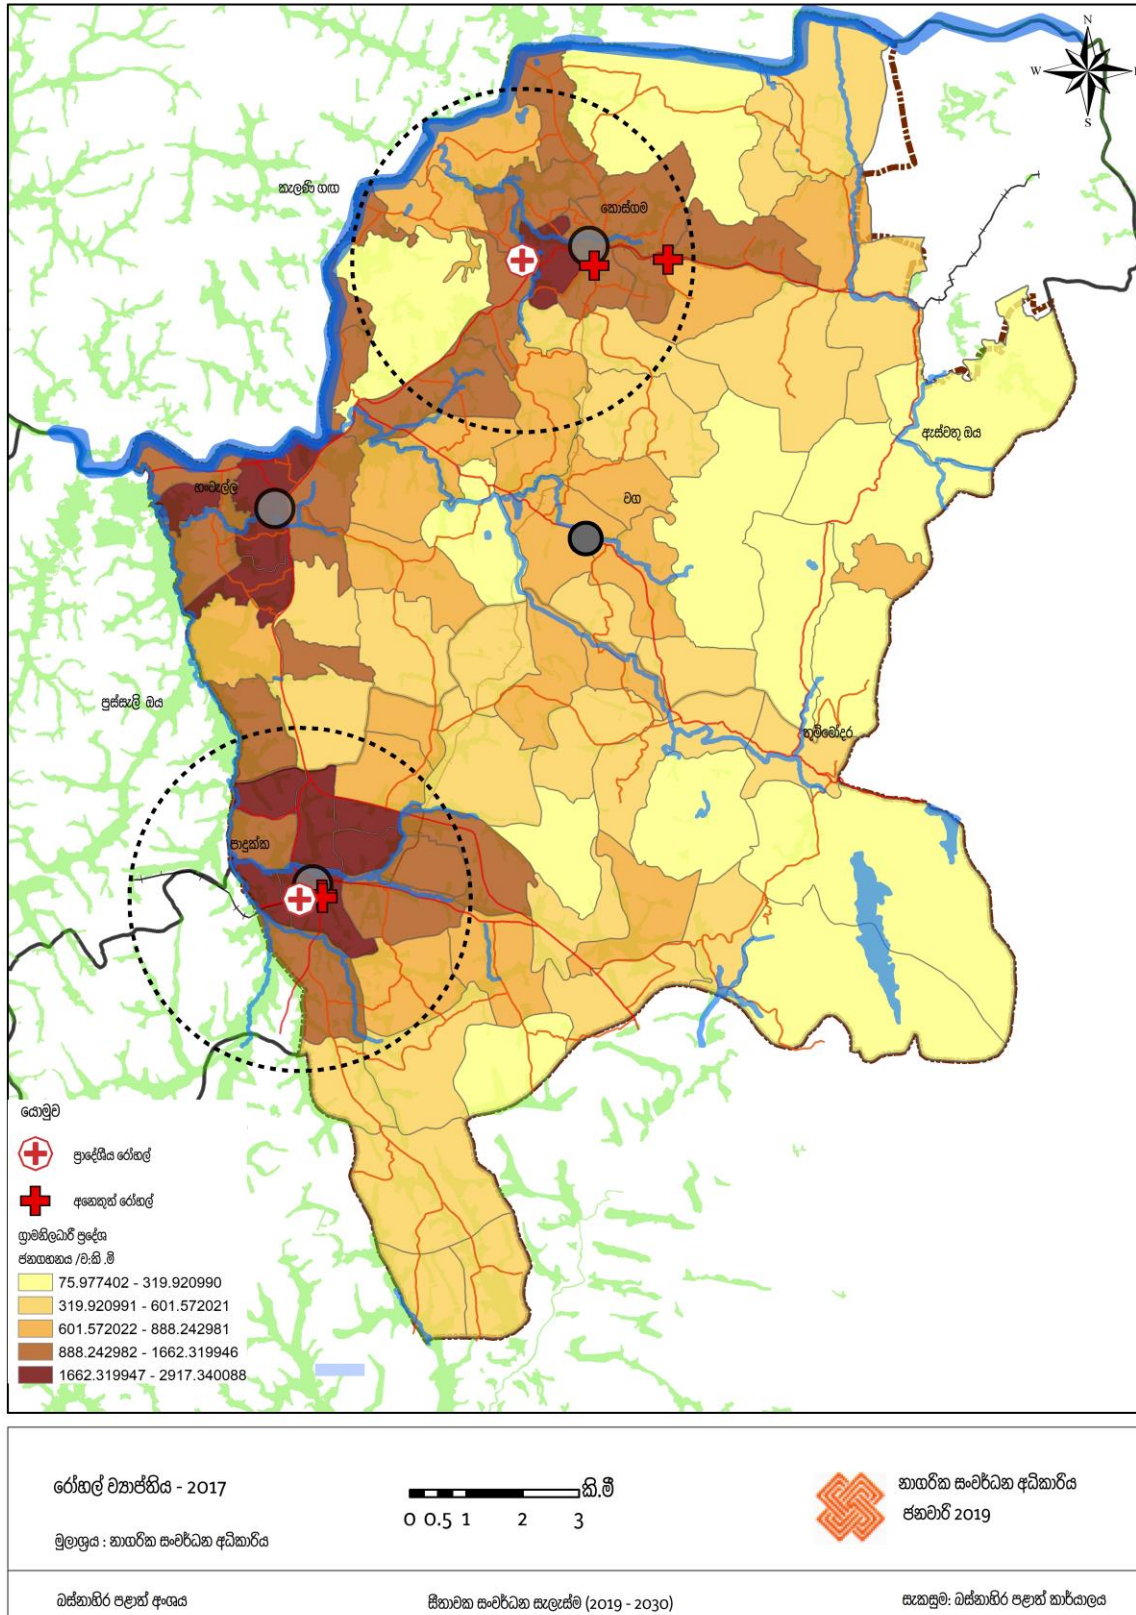 N
W
E
S
කැලණි ගඟ
කොස්ගම
ඇස්වතු ඔය
හංවැල්ල
වග
පුස්සැලි ඔය
තුම්මෝදර
පාදුක්ක
යොමුව
ප්‍රාදේශීය රෝහල්
අනෙකුත් රෝහල්
ග්‍රාමනිලධාරී ප්‍රදේශ
ජනගහනය /ව.කි .මි
75.977402 - 319.920990
319.920991 - 601.572021
601.572022 - 888.242981
888.242982 - 1662.319946
1662.319947 - 2917.340088
රෝහල් ව්‍යාප්තිය - 2017
කි.මී
0 0.5 1 2 3
මූලාශ්‍රය : නාගරික සංවර්ධන අධිකාරිය
නාගරික සංවර්ධන අධිකාරිය
ජනවාරි 2019
බස්නාහිර පළාත් අංශය
සීතාවක සංවර්ධන සැලැස්ම (2019 - 2030)
සැකසුම: බස්නාහිර පළාත් කාර්යාලය